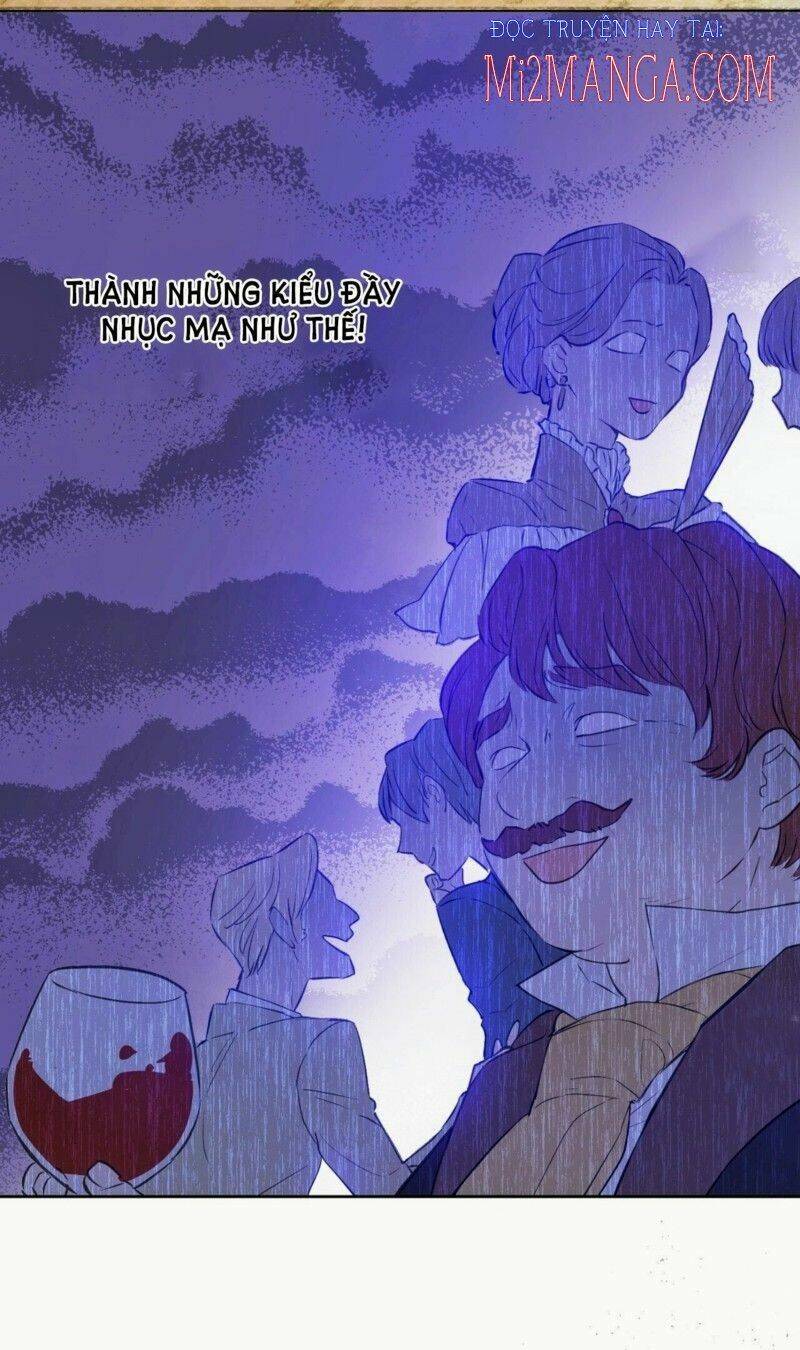 ĐỌC TRUYỆN HAY TẠI:
Mi2MANGA.COM
THÀNH NHỮNG KIỂU ĐẦY
NHỤC MẠ NHƯ THẾ!